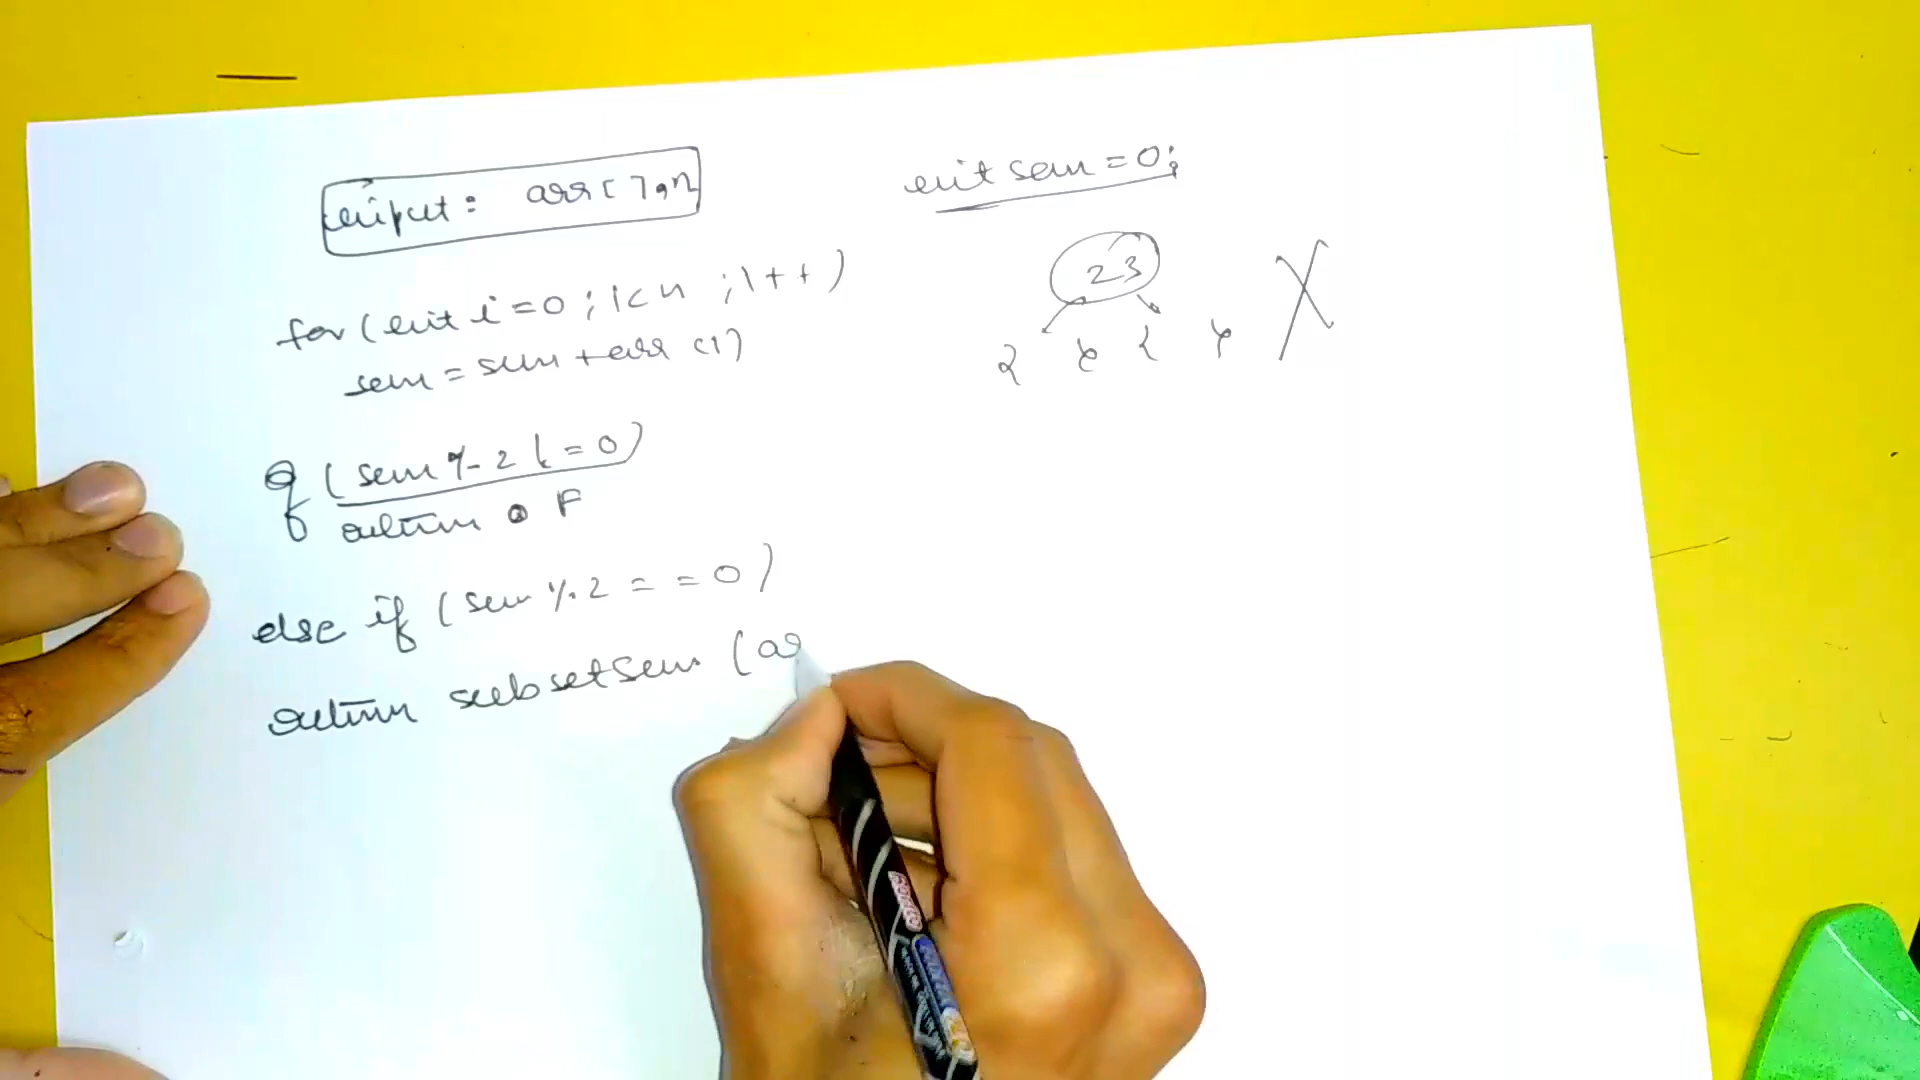 input: arr[], n
int sum = 0;
for (int i = 0 ; i < n ; i++)
sum = sum + arr[i]
23
if (sum % 2 != 0)
return F
else if (sum % 2 == 0)
return subsetSum (ar